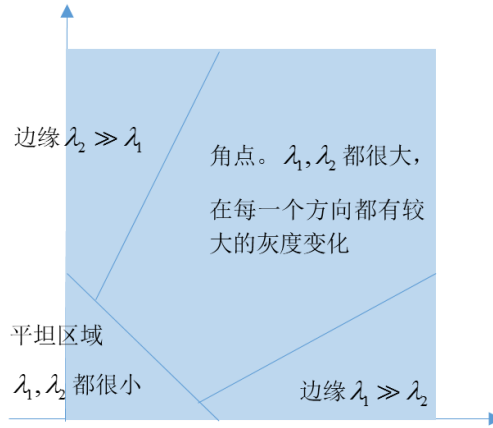 边缘 λ₂ ≫ λ₁
角点。 λ₁, λ₂ 都很大，
在每一个方向都有较
大的灰度变化
平坦区域
λ₁, λ₂ 都很小
边缘 λ₁ ≫ λ₂